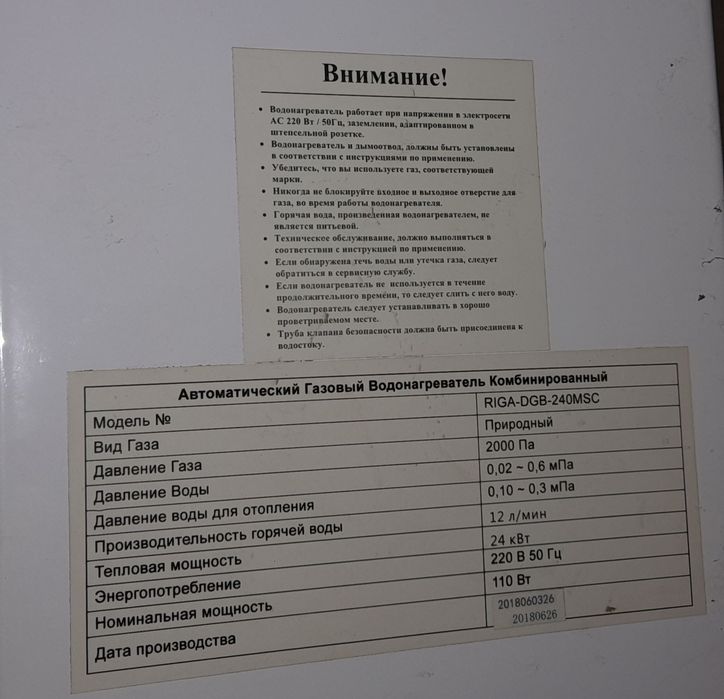 Внимание!
• Водонагреватель работает при напряжении в электросети
АС 220 Вт / 50Гц, заземлении, адаптированном в
штепсельной розетке.
• Водонагреватель и дымоотвод, должны быть установлены
в соответствии с инструкциями по применению.
• Убедитесь, что вы используете газ, соответствующей
марки.
• Никогда не блокируйте входное и выходное отверстие для
газа, во время работы водонагревателя.
• Горячая вода, произведенная водонагревателем, не
является питьевой.
• Техническое обслуживание, должно выполняться в
соответствии с инструкцией по применению.
• Если обнаружена течь воды или утечка газа, следует
обратиться в сервисную службу.
• Если водонагреватель не используется в течение
продолжительного времени, то следует слить с него воду.
• Водонагреватель следует устанавливать в хорошо
проветриваемом месте.
• Труба клапана безопасности должна быть присоединена к
водостоку.
Автоматический Газовый Водонагреватель Комбинированный
Модель № RIGA-DGB-240MSC
Вид Газа Природный
Давление Газа 2000 Па
Давление Воды 0,02 ~ 0,6 мПа
Давление воды для отопления 0,10 ~ 0,3 мПа
Производительность горячей воды 12 л/мин
Тепловая мощность 24 кВт
Энергопотребление 220 В 50 Гц
Номинальная мощность 110 Вт
Дата производства 2018060326
20180626